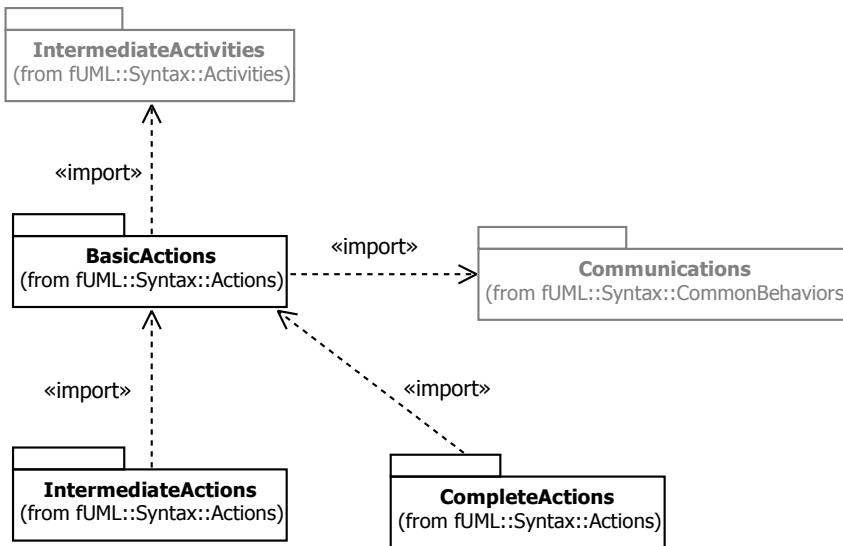 IntermediateActivities
(from fUML::Syntax::Activities)
«import»
BasicActions
(from fUML::Syntax::Actions)
«import»
Communications
(from fUML::Syntax::CommonBehaviors
«import»
«import»
IntermediateActions
(from fUML::Syntax::Actions)
CompleteActions
(from fUML::Syntax::Actions)